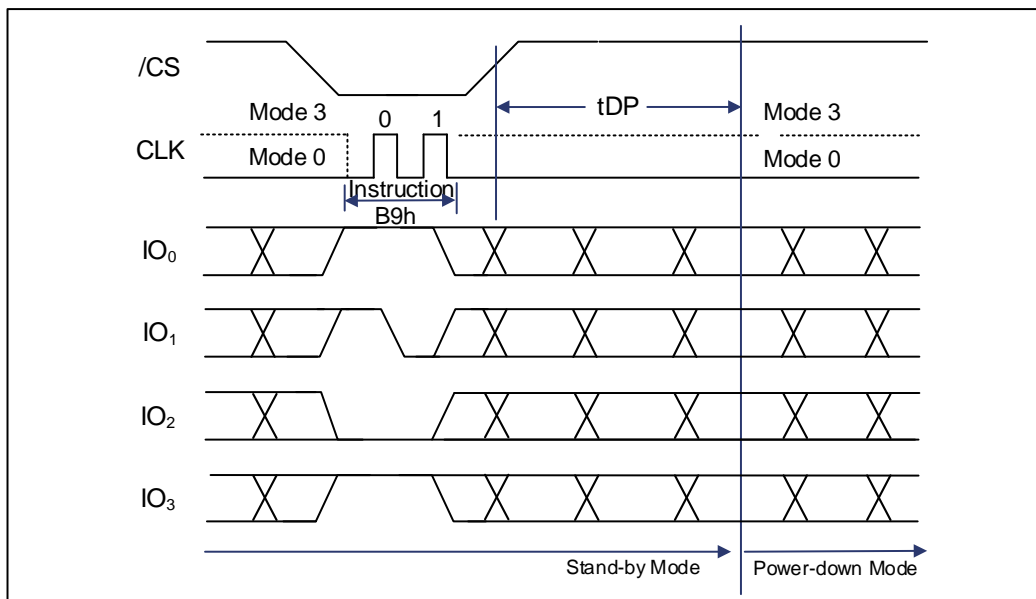 /CS
tDP
Mode 3
0
1
Mode 3
CLK
Mode 0
Mode 0
Instruction
B9h
IO₀
IO₁
IO₂
IO₃
Stand-by Mode
Power-down Mode